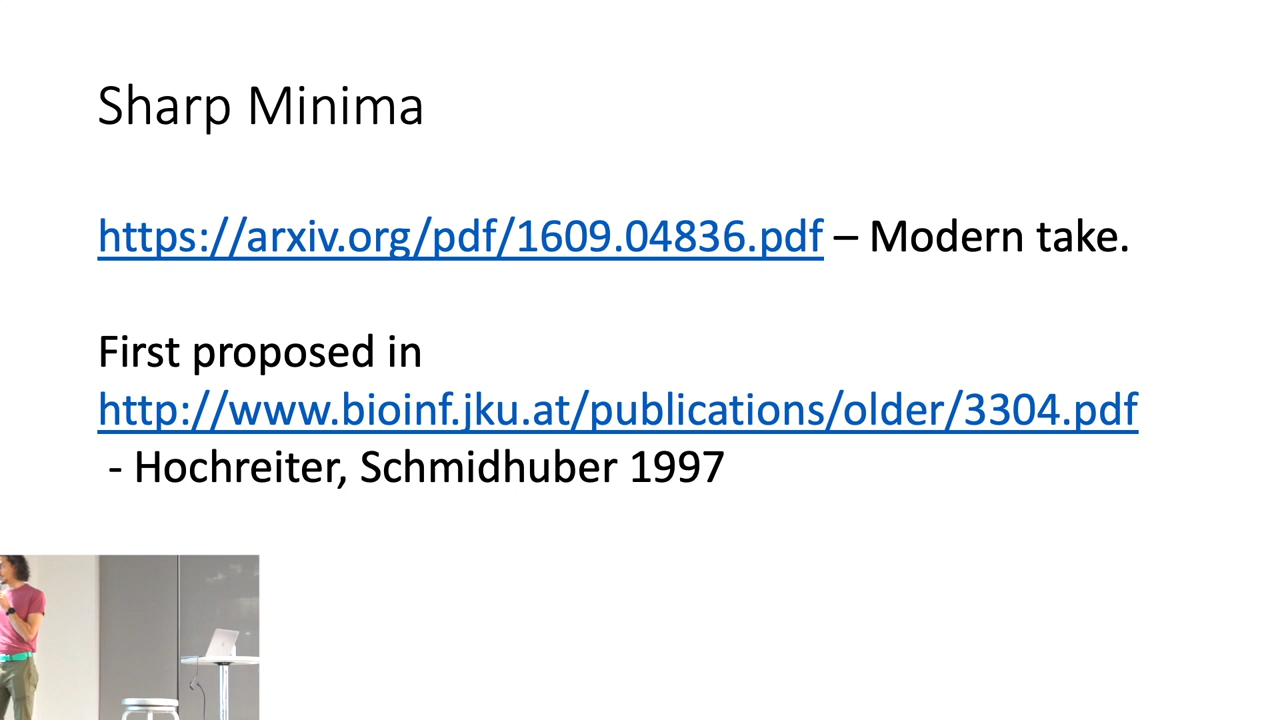 Sharp Minima
https://arxiv.org/pdf/1609.04836.pdf – Modern take.
First proposed in
http://www.bioinf.jku.at/publications/older/3304.pdf
- Hochreiter, Schmidhuber 1997